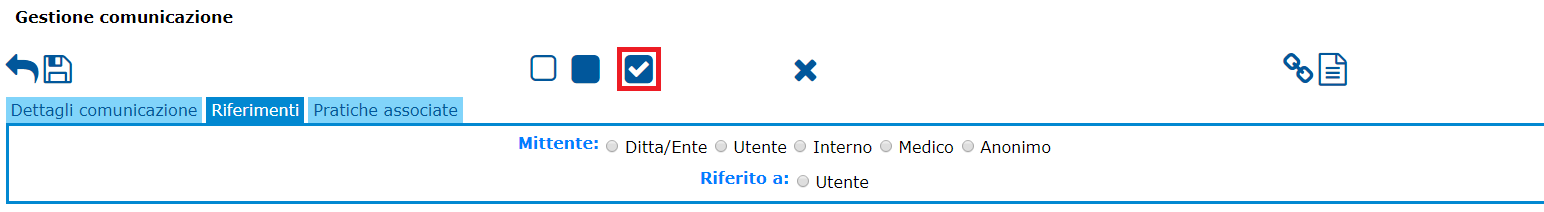 Gestione comunicazione
Dettagli comunicazione Riferimenti Pratiche associate
Mittente: Ditta/Ente Utente Interno Medico Anonimo
Riferito a: Utente